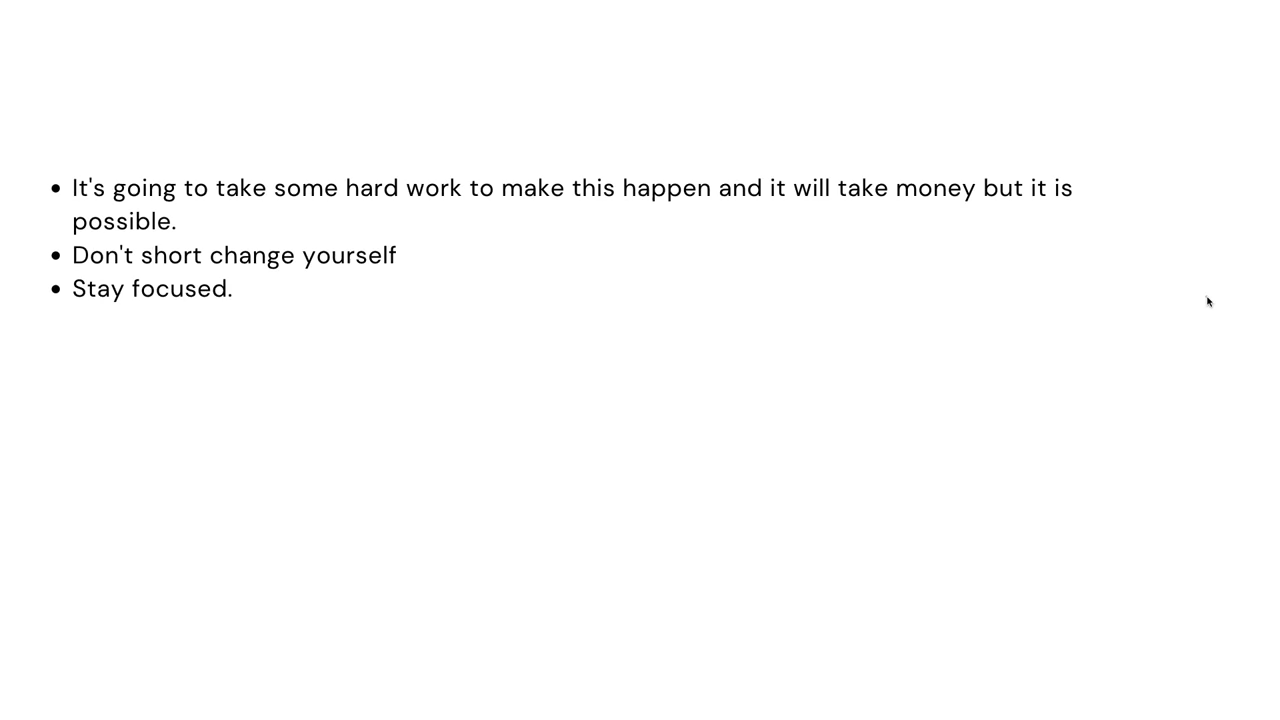 • It's going to take some hard work to make this happen and it will take money but it is
possible.
• Don't short change yourself
• Stay focused.